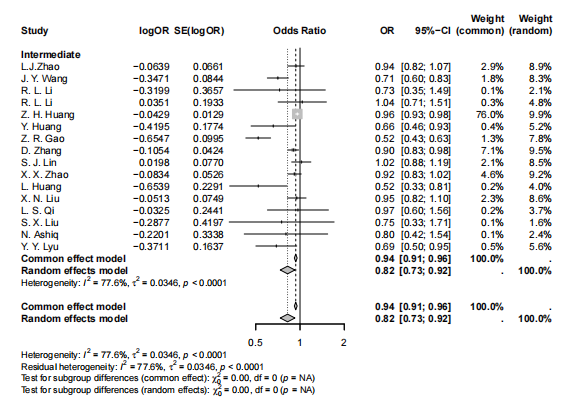 Weight Weight
Study logOR SE(logOR) Odds Ratio OR 95%−CI (common) (random)
Intermediate
L.J.Zhao −0.0639 0.0661 0.94 [0.82; 1.07] 2.9% 8.9%
J. Y. Wang −0.3471 0.0844 0.71 [0.60; 0.83] 1.8% 8.3%
R. L. Li −0.3199 0.3657 0.73 [0.35; 1.49] 0.1% 2.1%
R. L. Li 0.0351 0.1933 1.04 [0.71; 1.51] 0.3% 4.8%
Z. H. Huang −0.0429 0.0129 0.96 [0.93; 0.98] 76.0% 9.9%
Y. Huang −0.4195 0.1774 0.66 [0.46; 0.93] 0.4% 5.2%
Z. R. Gao −0.6547 0.0995 0.52 [0.43; 0.63] 1.3% 7.8%
D. Zhang −0.1054 0.0424 0.90 [0.83; 0.98] 7.1% 9.5%
S. J. Lin 0.0198 0.0770 1.02 [0.88; 1.19] 2.1% 8.5%
X. X. Zhao −0.0834 0.0526 0.92 [0.83; 1.02] 4.6% 9.2%
L. Huang −0.6539 0.2291 0.52 [0.33; 0.81] 0.2% 4.0%
X. N. Liu −0.0513 0.0749 0.95 [0.82; 1.10] 2.3% 8.6%
L. S. Qi −0.0325 0.2441 0.97 [0.60; 1.56] 0.2% 3.7%
S. X. Liu −0.2877 0.4197 0.75 [0.33; 1.71] 0.1% 1.6%
N. Ashiq −0.2201 0.3338 0.80 [0.42; 1.54] 0.1% 2.4%
Y. Y. Lyu −0.3711 0.1637 0.69 [0.50; 0.95] 0.5% 5.6%
Common effect model 0.94 [0.91; 0.96] 100.0% .
Random effects model 0.82 [0.73; 0.92] . 100.0%
Heterogeneity: I² = 77.6%, τ² = 0.0346, p < 0.0001
Common effect model 0.94 [0.91; 0.96] 100.0% .
Random effects model 0.82 [0.73; 0.92] . 100.0%
0.5 1 2
Heterogeneity: I² = 77.6%, τ² = 0.0346, p < 0.0001
Residual heterogeneity: I² = 77.6%, τ² = 0.0346, p < 0.0001
Test for subgroup differences (common effect): χ²₀ = 0.00, df = 0 (p = NA)
Test for subgroup differences (random effects): χ²₀ = 0.00, df = 0 (p = NA)